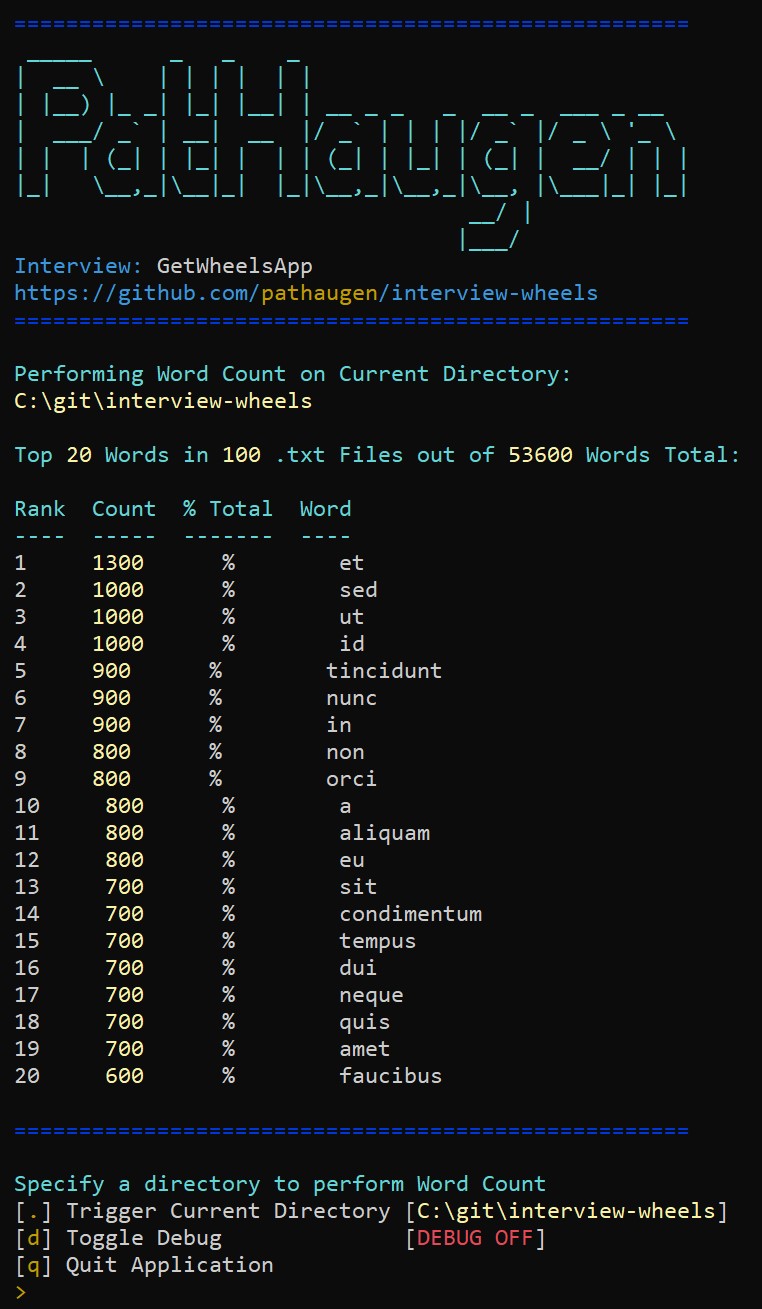 ====================================================
PatHaugen
Interview: GetWheelsApp
https://github.com/pathaugen/interview-wheels
====================================================
Performing Word Count on Current Directory:
C:\git\interview-wheels
Top 20 Words in 100 .txt Files out of 53600 Words Total:
Rank  Count  % Total  Word
----  -----  -------  ----
1     1300      %        et
2     1000      %        sed
3     1000      %        ut
4     1000      %        id
5     900      %        tincidunt
6     900      %        nunc
7     900      %        in
8     800      %        non
9     800      %        orci
10     800      %        a
11     800      %        aliquam
12     800      %        eu
13     700      %        sit
14     700      %        condimentum
15     700      %        tempus
16     700      %        dui
17     700      %        neque
18     700      %        quis
19     700      %        amet
20     600      %        faucibus
====================================================
Specify a directory to perform Word Count
[.] Trigger Current Directory [C:\git\interview-wheels]
[d] Toggle Debug              [DEBUG OFF]
[q] Quit Application
>